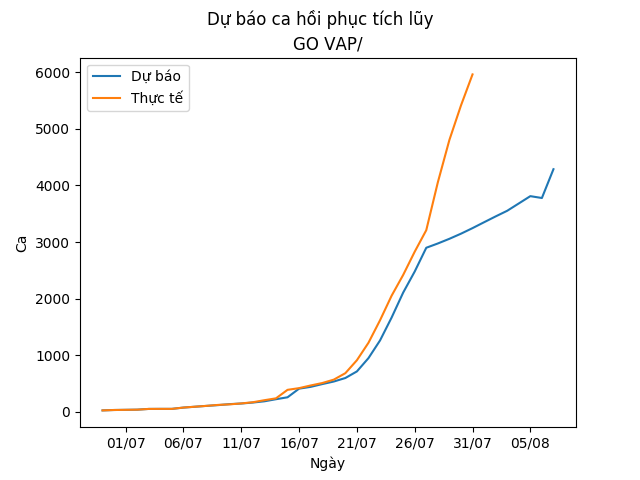 Dự báo ca hồi phục tích lũy
GO VAP/
Dự báo
Thực tế
6000
5000
4000
3000
2000
1000
0
Ca
01/07 06/07 11/07 16/07 21/07 26/07 31/07 05/08
Ngày